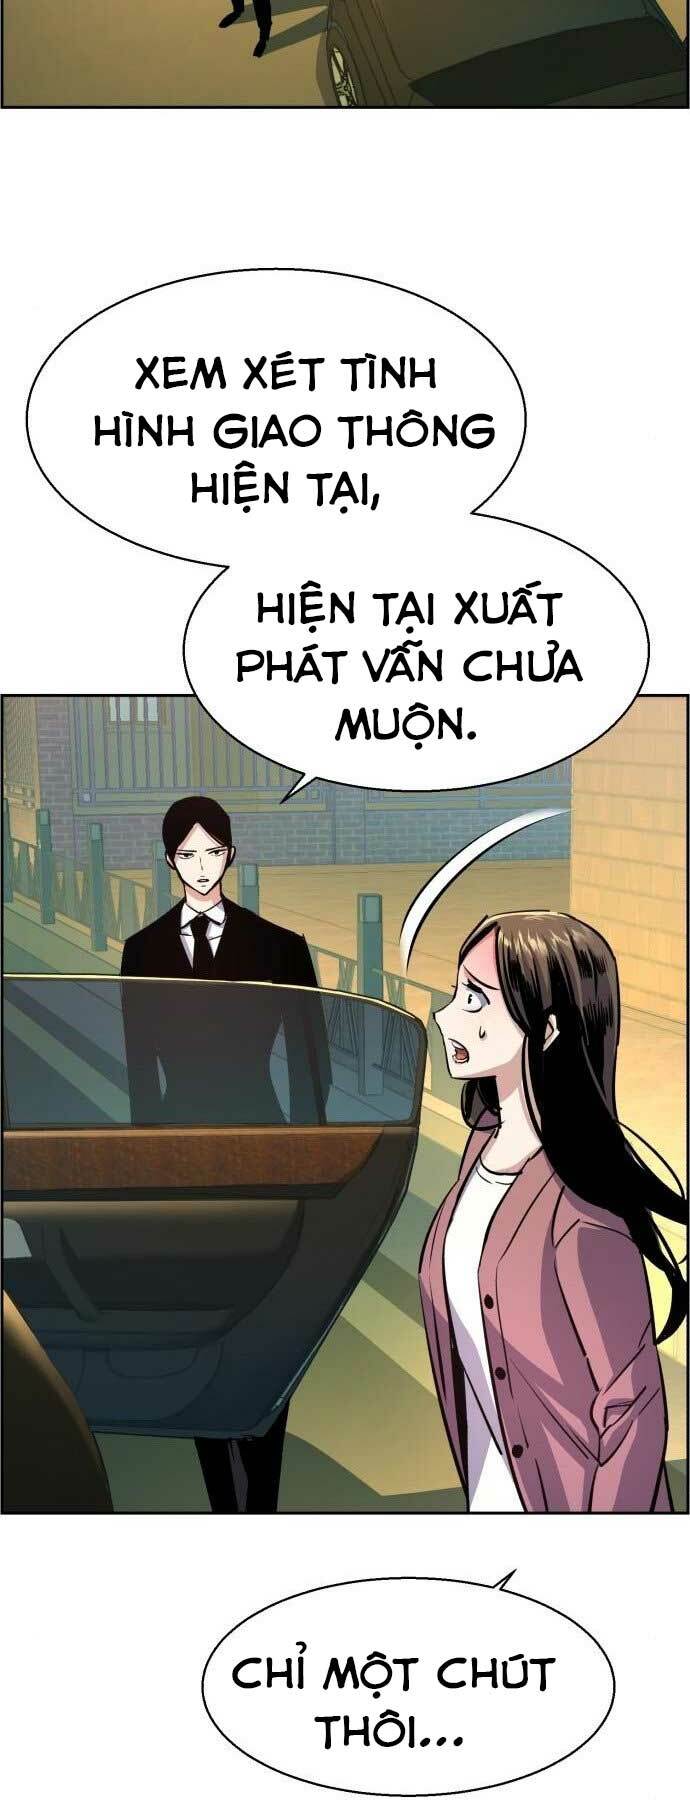 XEM XÉT TÌNH
HÌNH GIAO THÔNG
HIỆN TẠI,
HIỆN TẠI XUẤT
PHÁT VẪN CHƯA
MUỘN.
CHỈ MỘT CHÚT
THÔI...